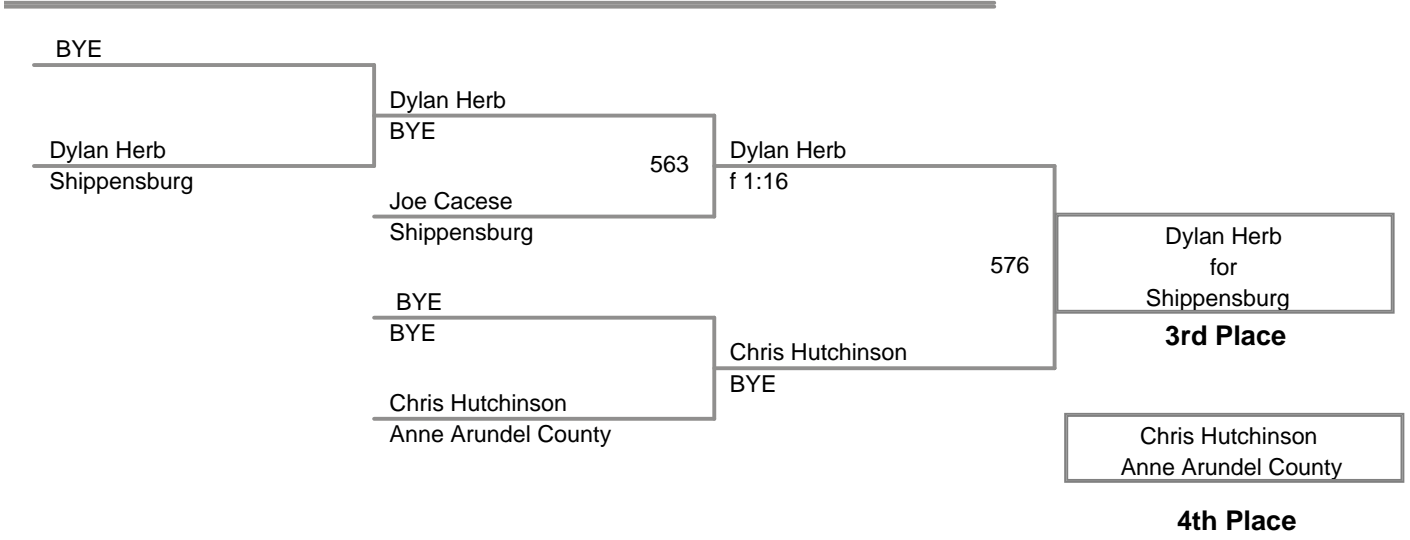 BYE
Dylan Herb
Shippensburg
Dylan Herb
BYE
563
Joe Cacese
Shippensburg
BYE
BYE
Chris Hutchinson
Anne Arundel County
Dylan Herb
f 1:16
576
Chris Hutchinson
BYE
Dylan Herb
for
Shippensburg
3rd Place
Chris Hutchinson
Anne Arundel County
4th Place